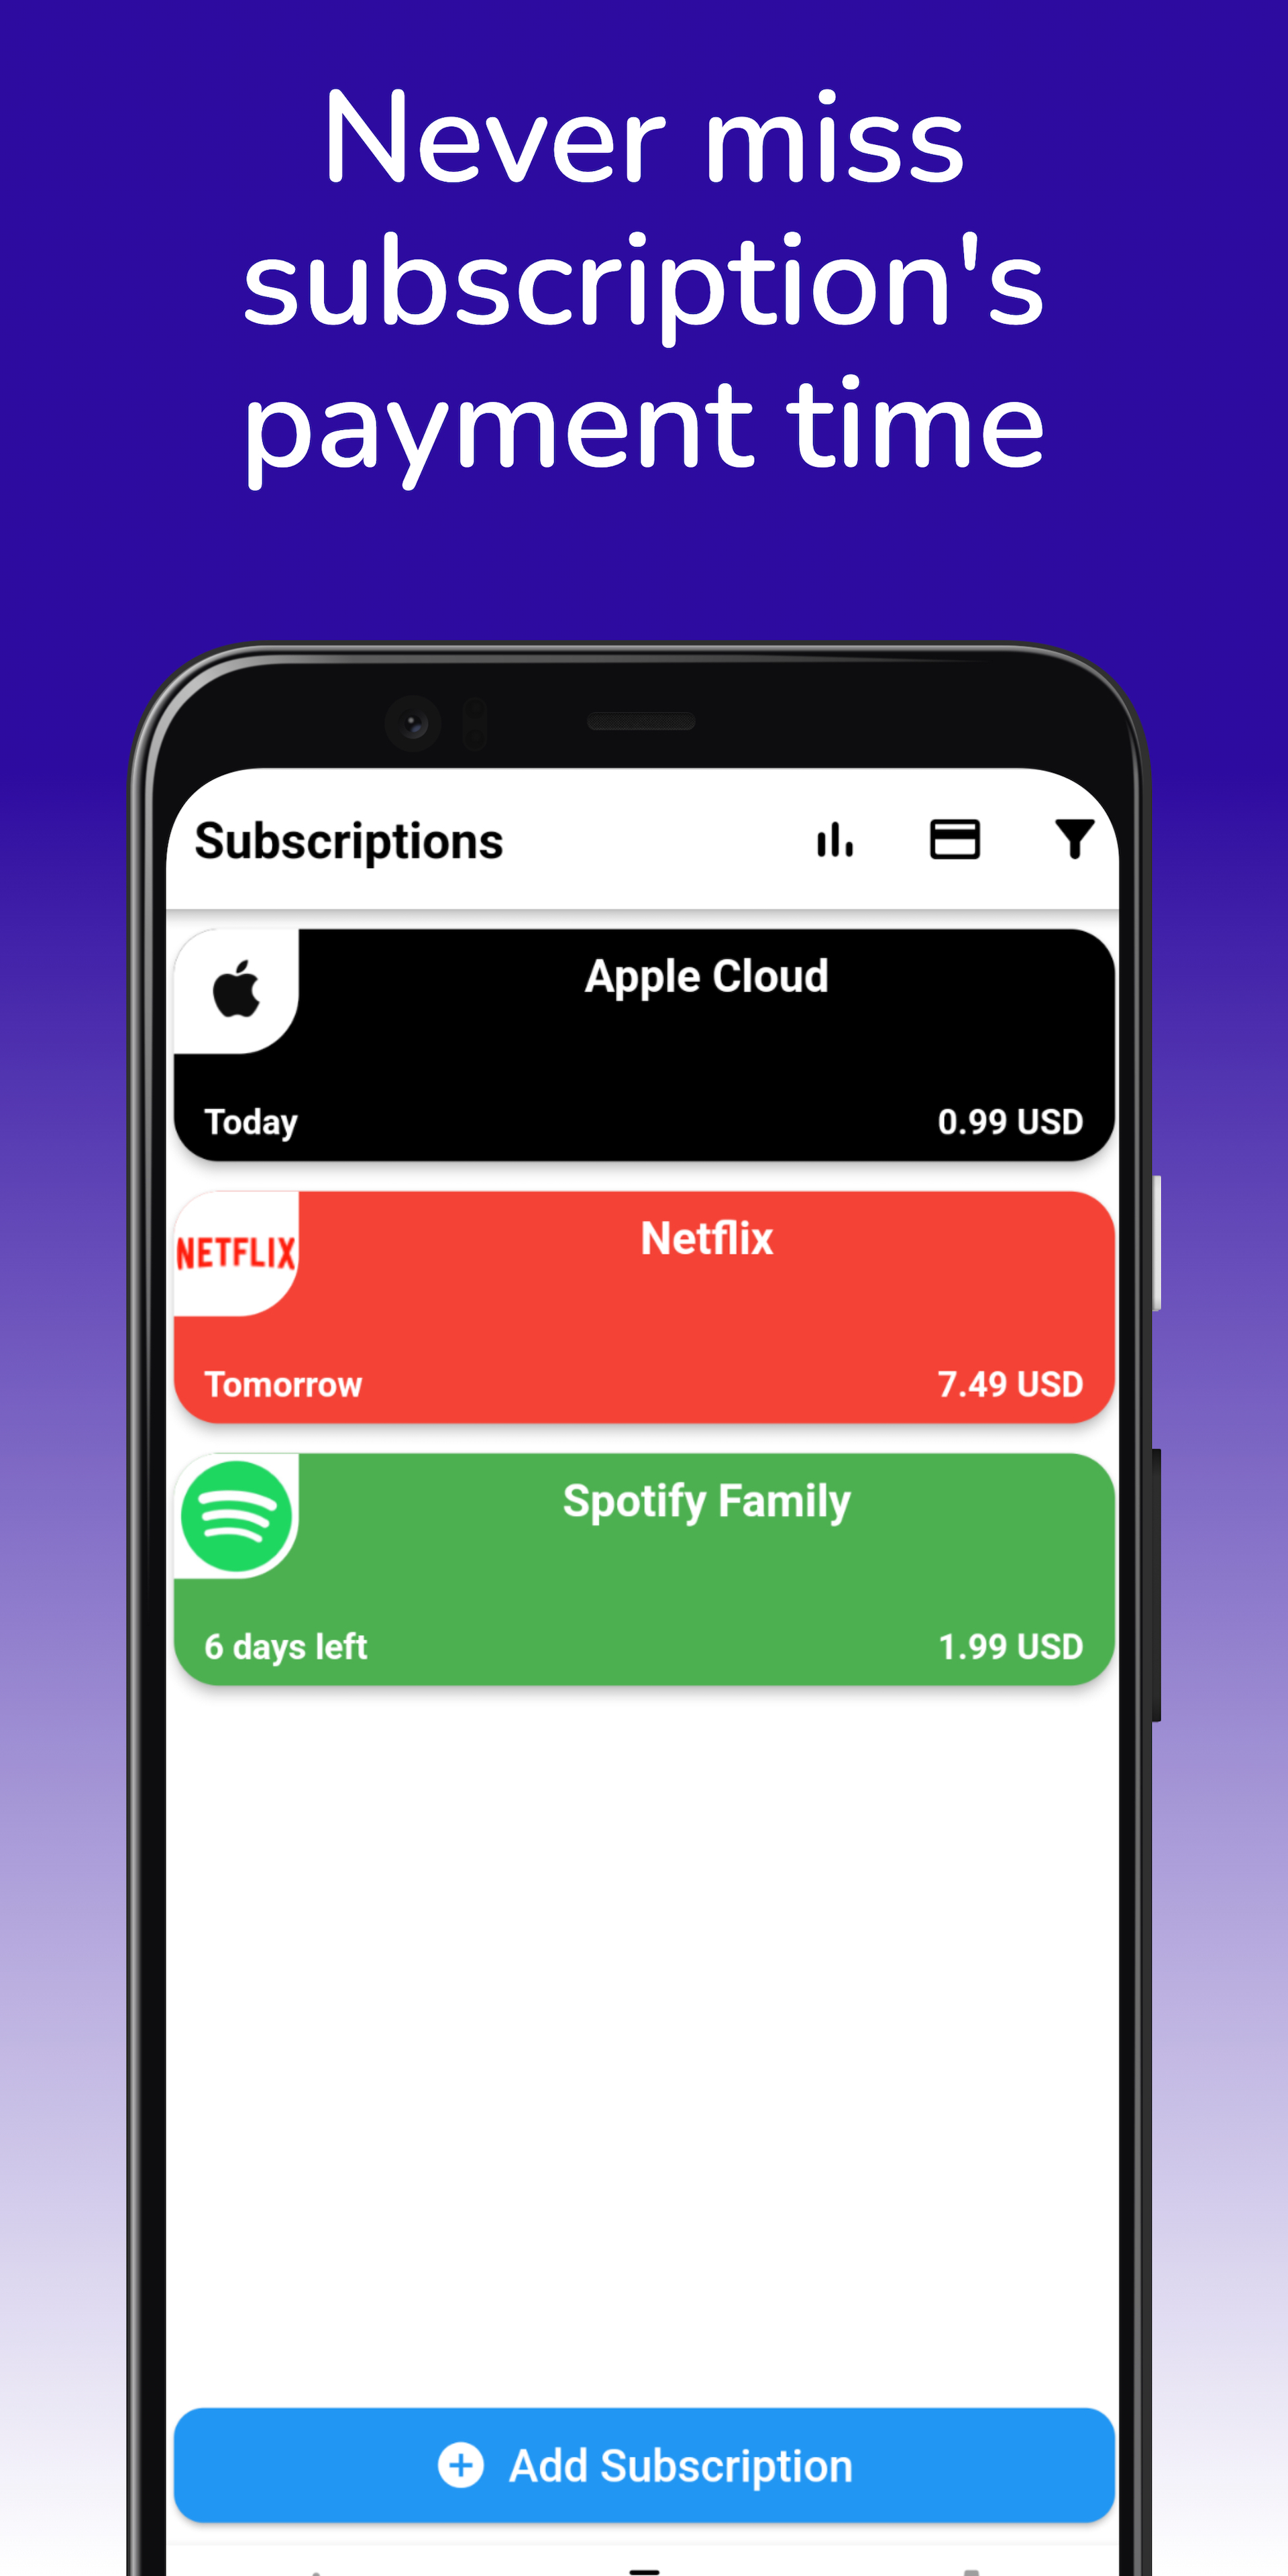 Never miss
subscription's
payment time
Subscriptions
Apple Cloud
Today
0.99 USD
NETFLIX
Netflix
Tomorrow
7.49 USD
Spotify Family
6 days left
1.99 USD
Add Subscription